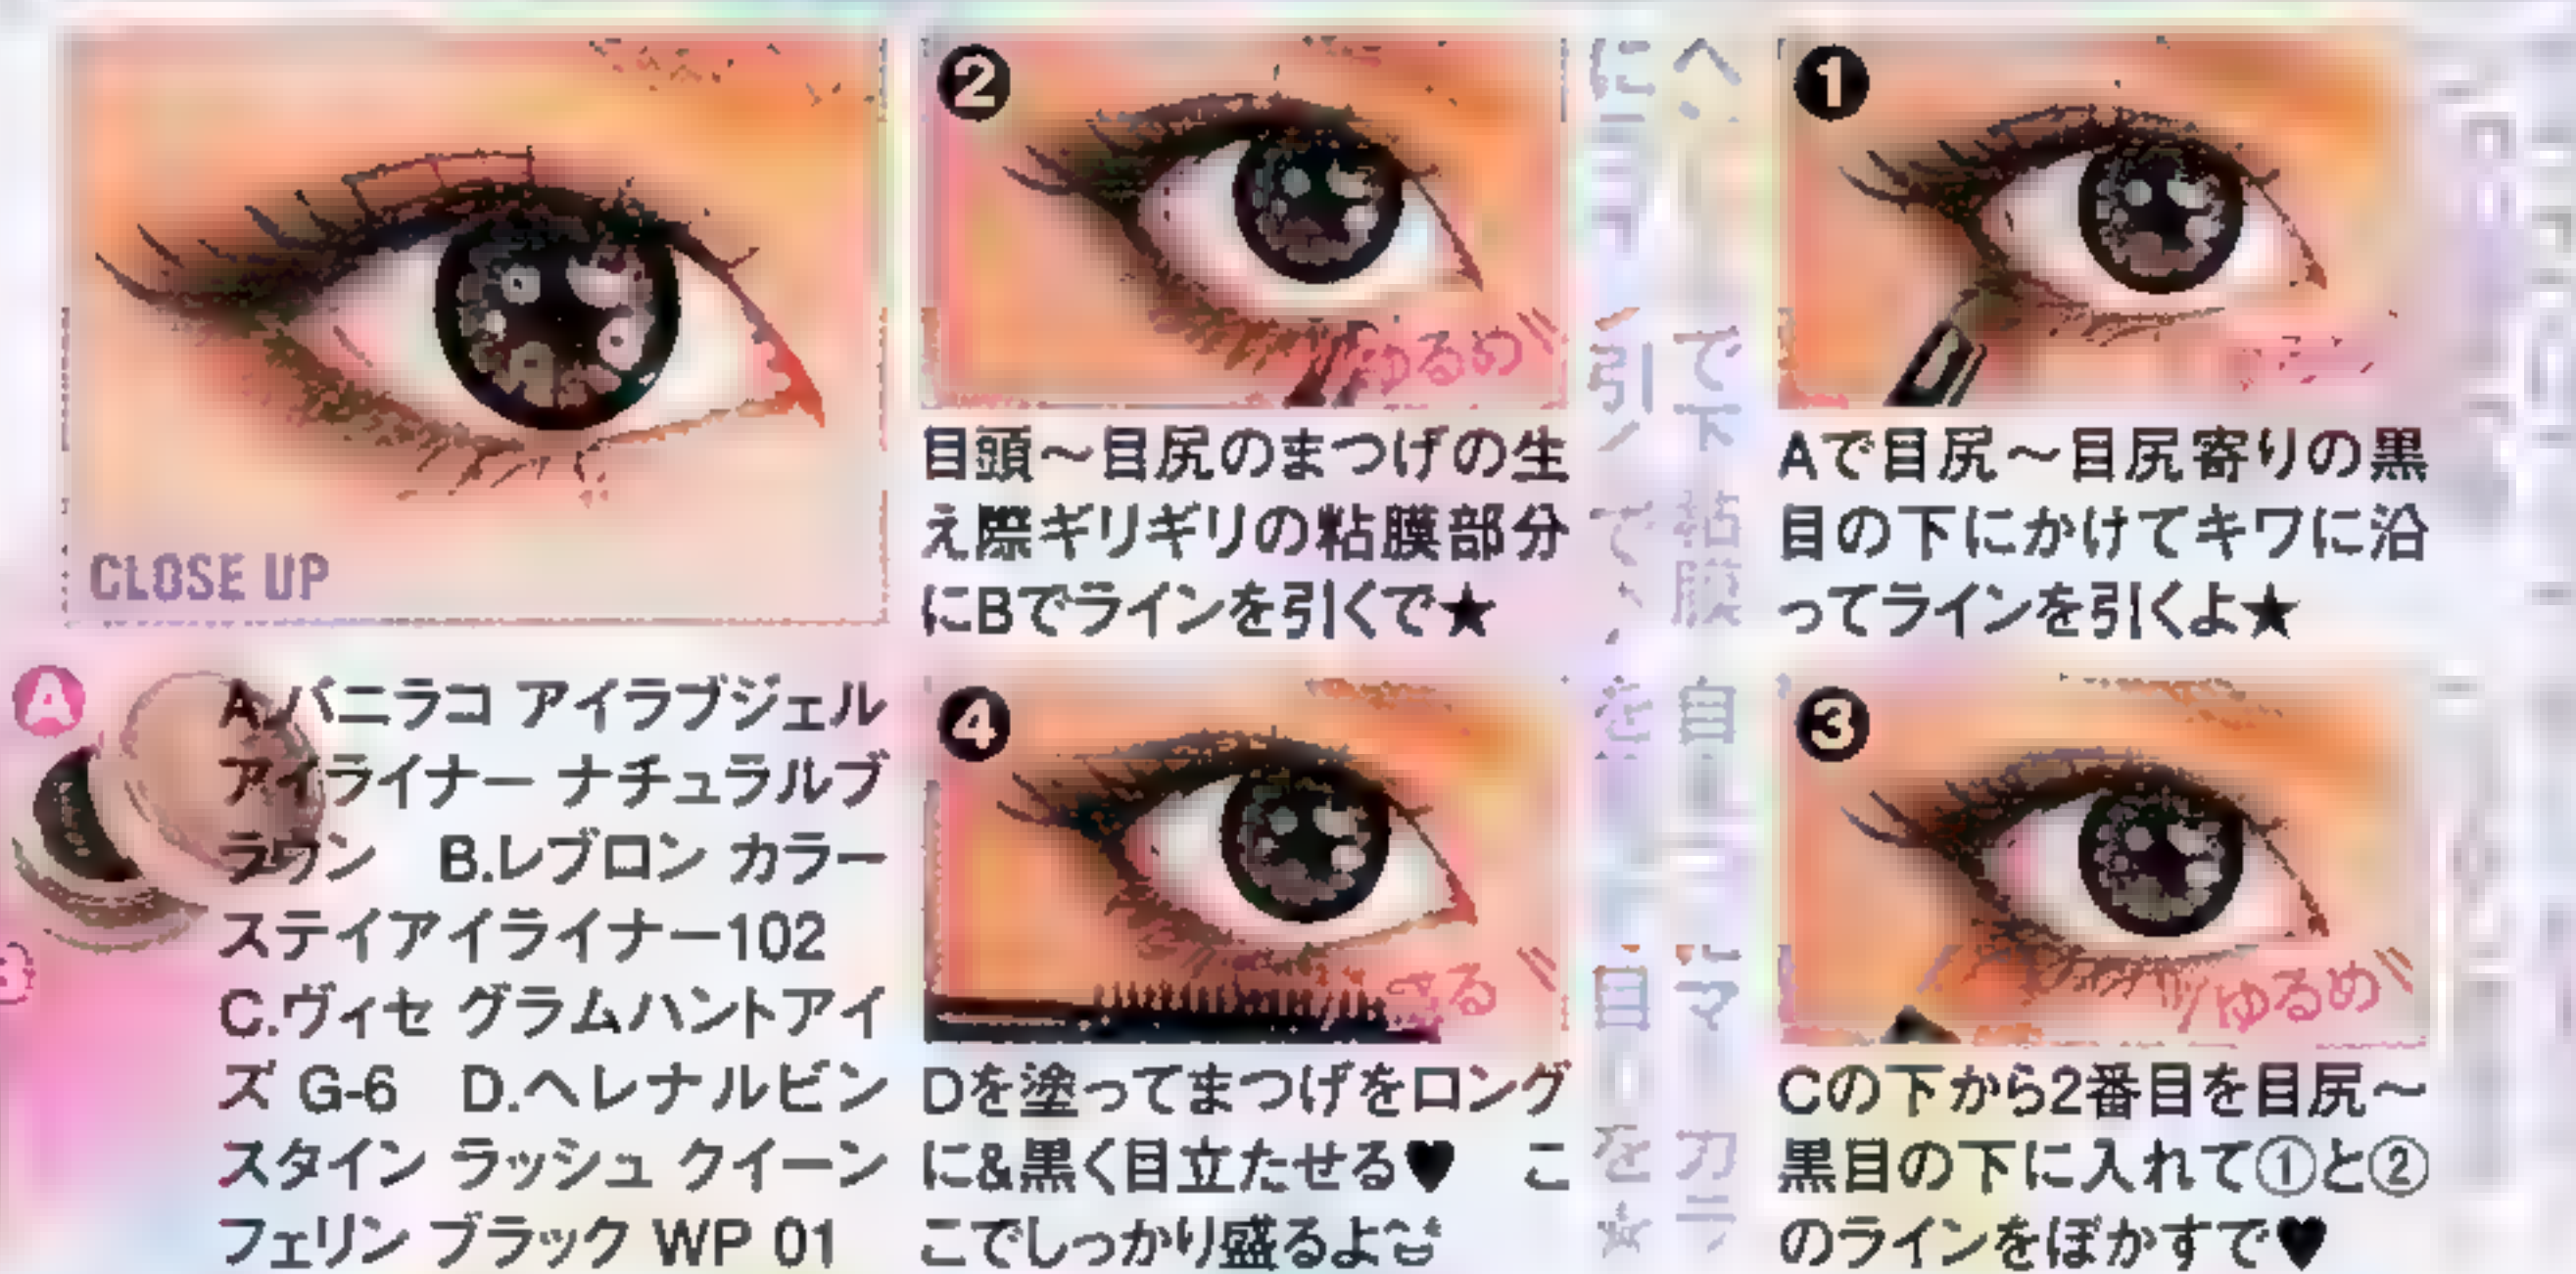 CLOSE UP
❶
Aで目尻〜目尻寄りの黒
目の下にかけてキワに沿
ってラインを引くよ★
❷
ゆるめ
目頭〜目尻のまつげの生
え際ギリギリの粘膜部分
にBでラインを引くで★
❸
ゆるめ
Cの下から2番目を目尻〜
黒目の下に入れて①と②
のラインをぼかすで♥
❹
Dを塗ってまつげをロング
に&黒く目立たせる♥　こ
こでしっかり盛るよ
A
A.バニラコ アイラブジェル
アイライナー ナチュラルブ
ラウン　B.レブロン カラー
ステイアイライナー102
C.ヴィセ グラムハントアイ
ズ G-6　D.ヘレナルビン
スタイン ラッシュ クイーン
フェリン ブラック WP 01